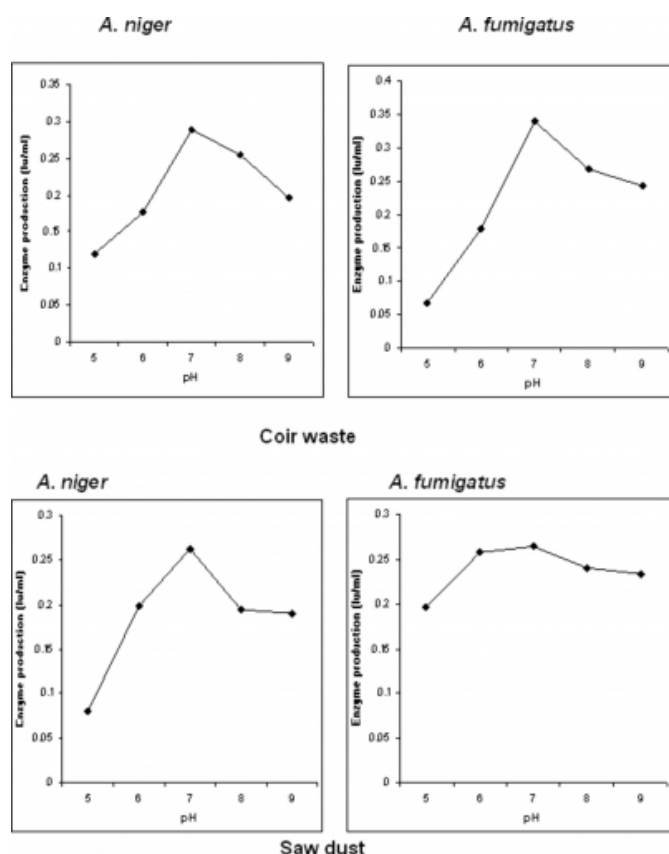 A. niger
A. fumigatus
Enzyme production (Iu/ml)
0.35
0.3
0.25
0.2
0.15
0.1
0.05
0
5 6 7 8 9
pH
Enzyme production (Iu/ml)
0.4
0.35
0.3
0.25
0.2
0.15
0.1
0.05
0
5 6 7 8 9
pH
Coir waste
A. niger
A. fumigatus
Enzyme production (Iu/ml)
0.3
0.25
0.2
0.15
0.1
0.05
0
5 6 7 8 9
pH
Enzyme production (Iu/ml)
0.3
0.25
0.2
0.15
0.1
0.05
0
5 6 7 8 9
pH
Saw dust